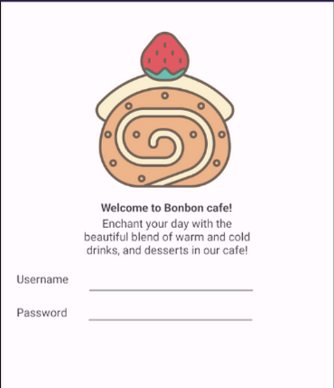 Welcome to Bonbon cafe!
Enchant your day with the
beautiful blend of warm and cold
drinks, and desserts in our cafe!
Username
Password